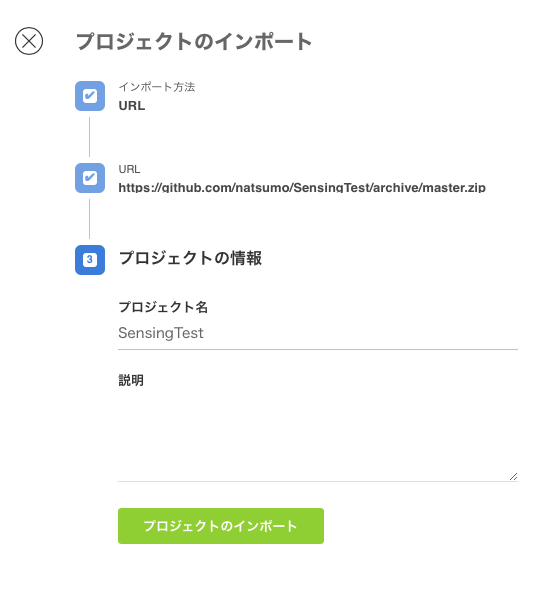 プロジェクトのインポート
インポート方法
URL
URL
https://github.com/natsumo/SensingTest/archive/master.zip
3
プロジェクトの情報
プロジェクト名
SensingTest
説明
プロジェクトのインポート